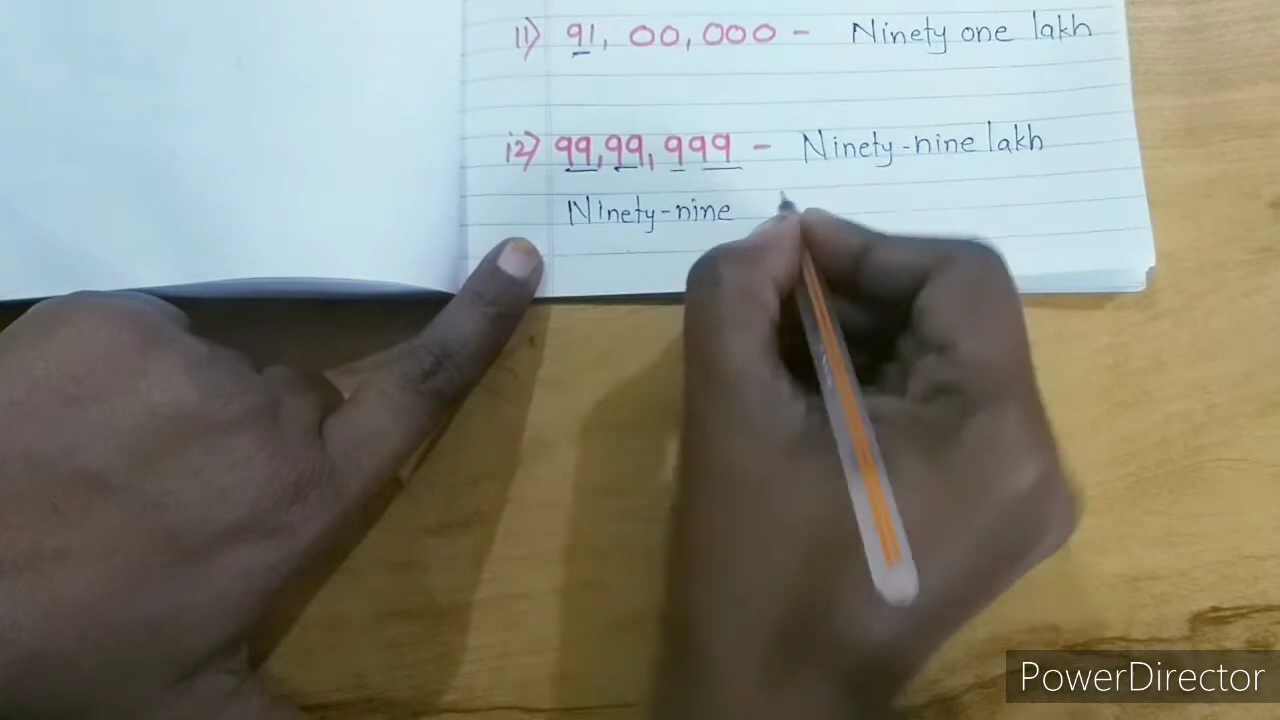 11) 91,00,000 - Ninety one lakh
12) 99,99,999 - Ninety-nine lakh
Ninety-nine
PowerDirector